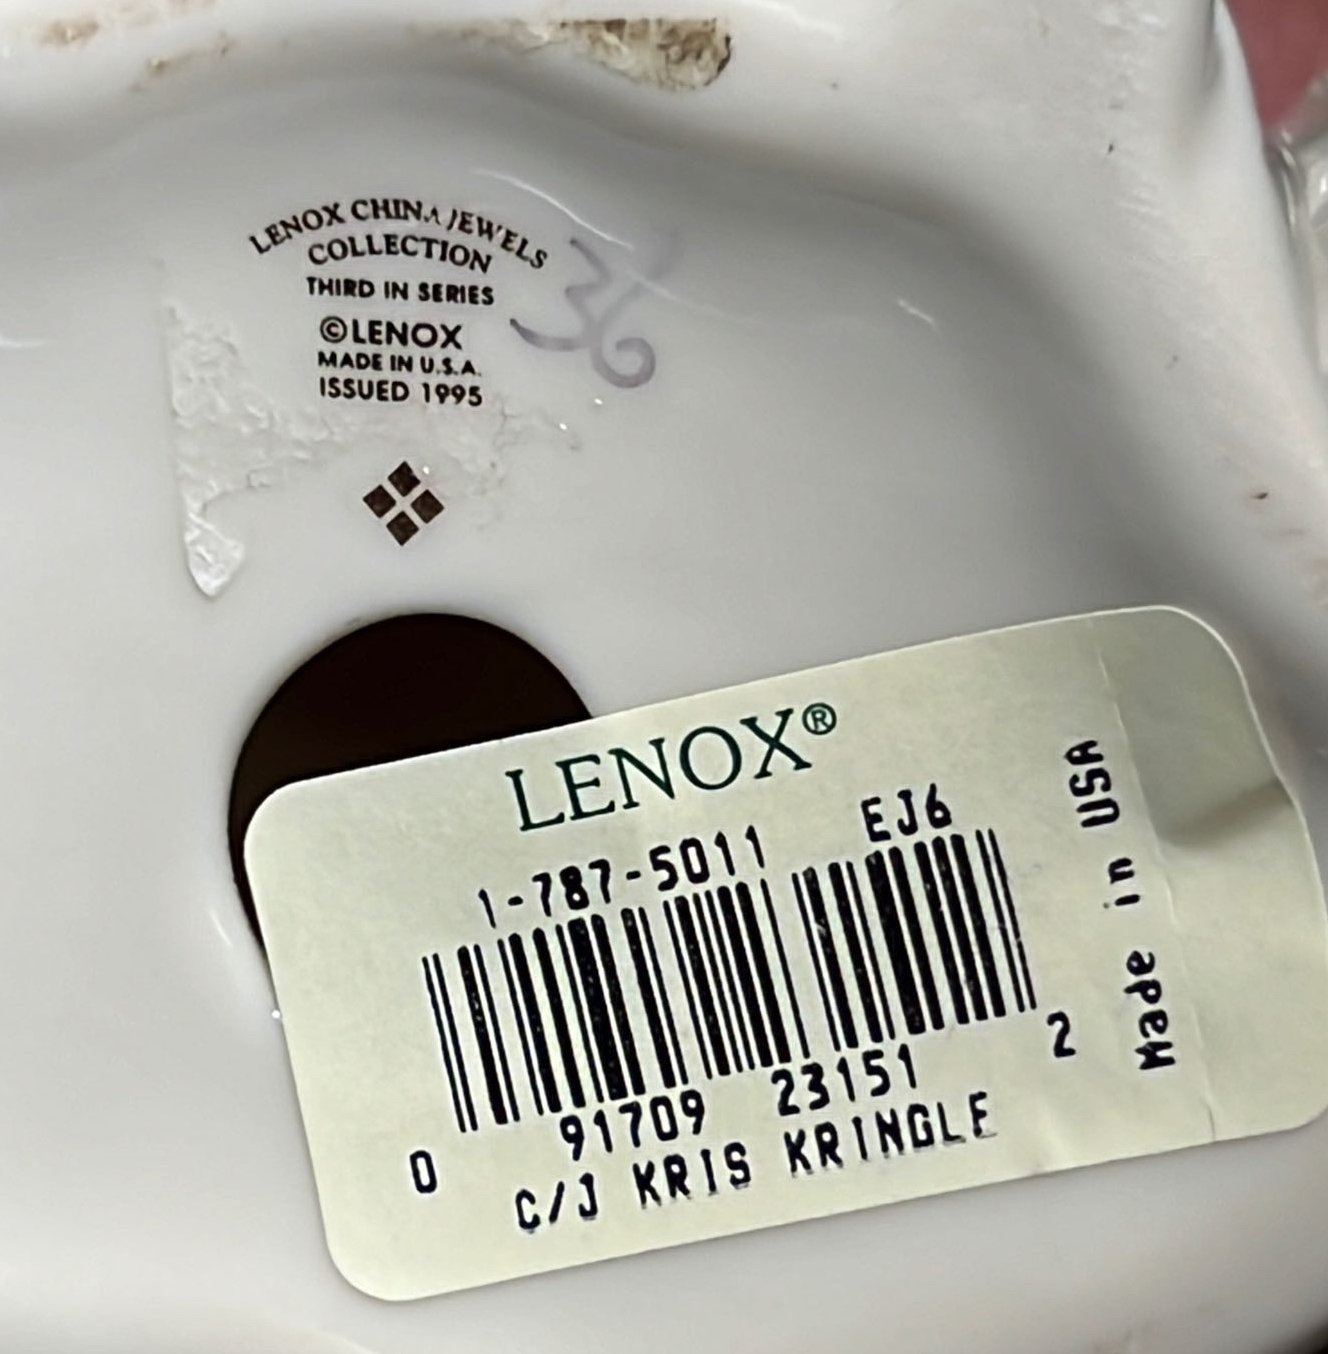 LENOX CHINA JEWELS
COLLECTION
THIRD IN SERIES
©LENOX
MADE IN U.S.A.
ISSUED 1995
36
LENOX®
1-787-5011 EJ6
0 91709 23151 2
C/J KRIS KRINGLE
Made in USA